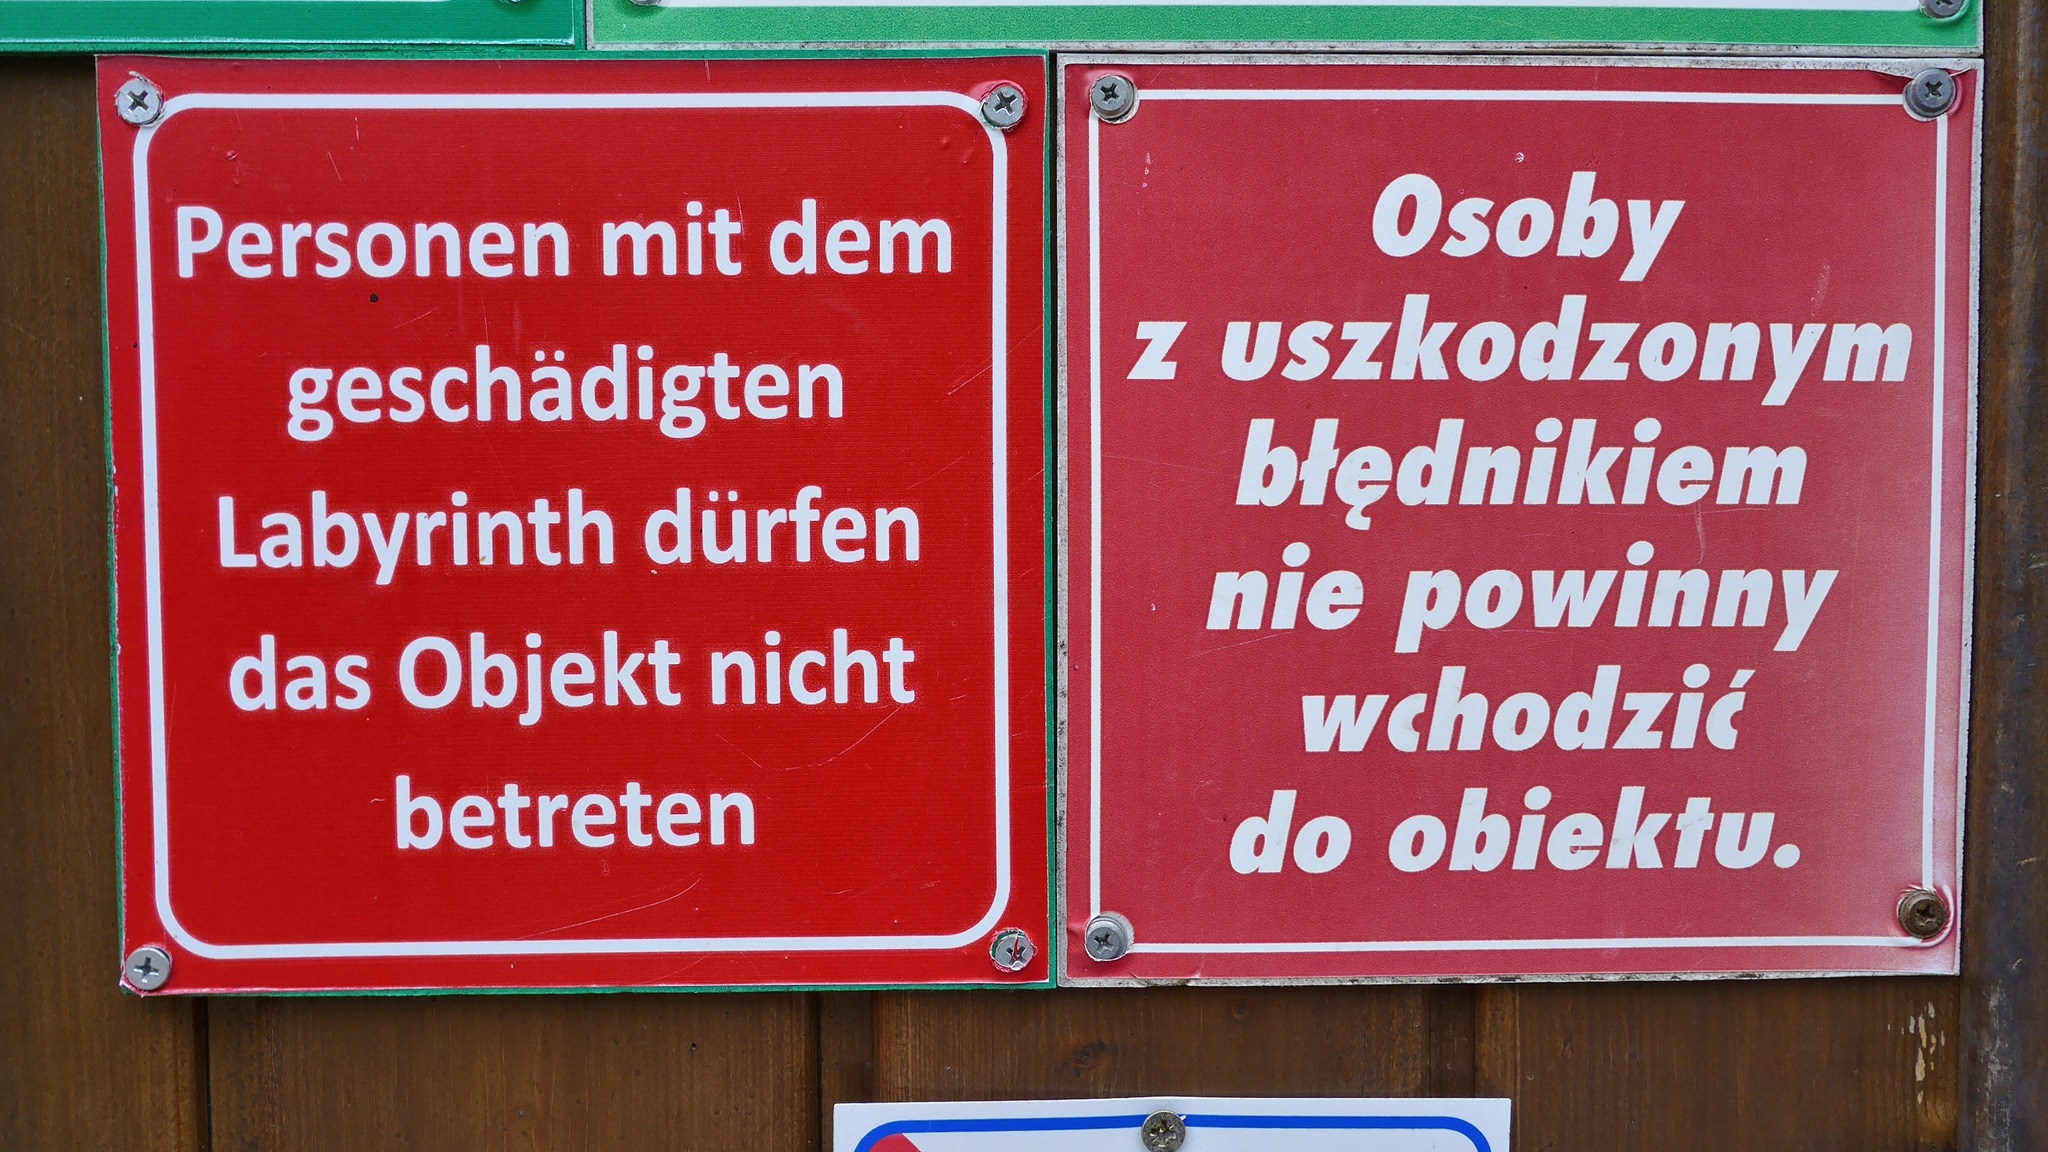 Personen mit dem
geschädigten
Labyrinth dürfen
das Objekt nicht
betreten
Osoby
z uszkodzonym
błędnikiem
nie powinny
wchodzić
do obiektu.